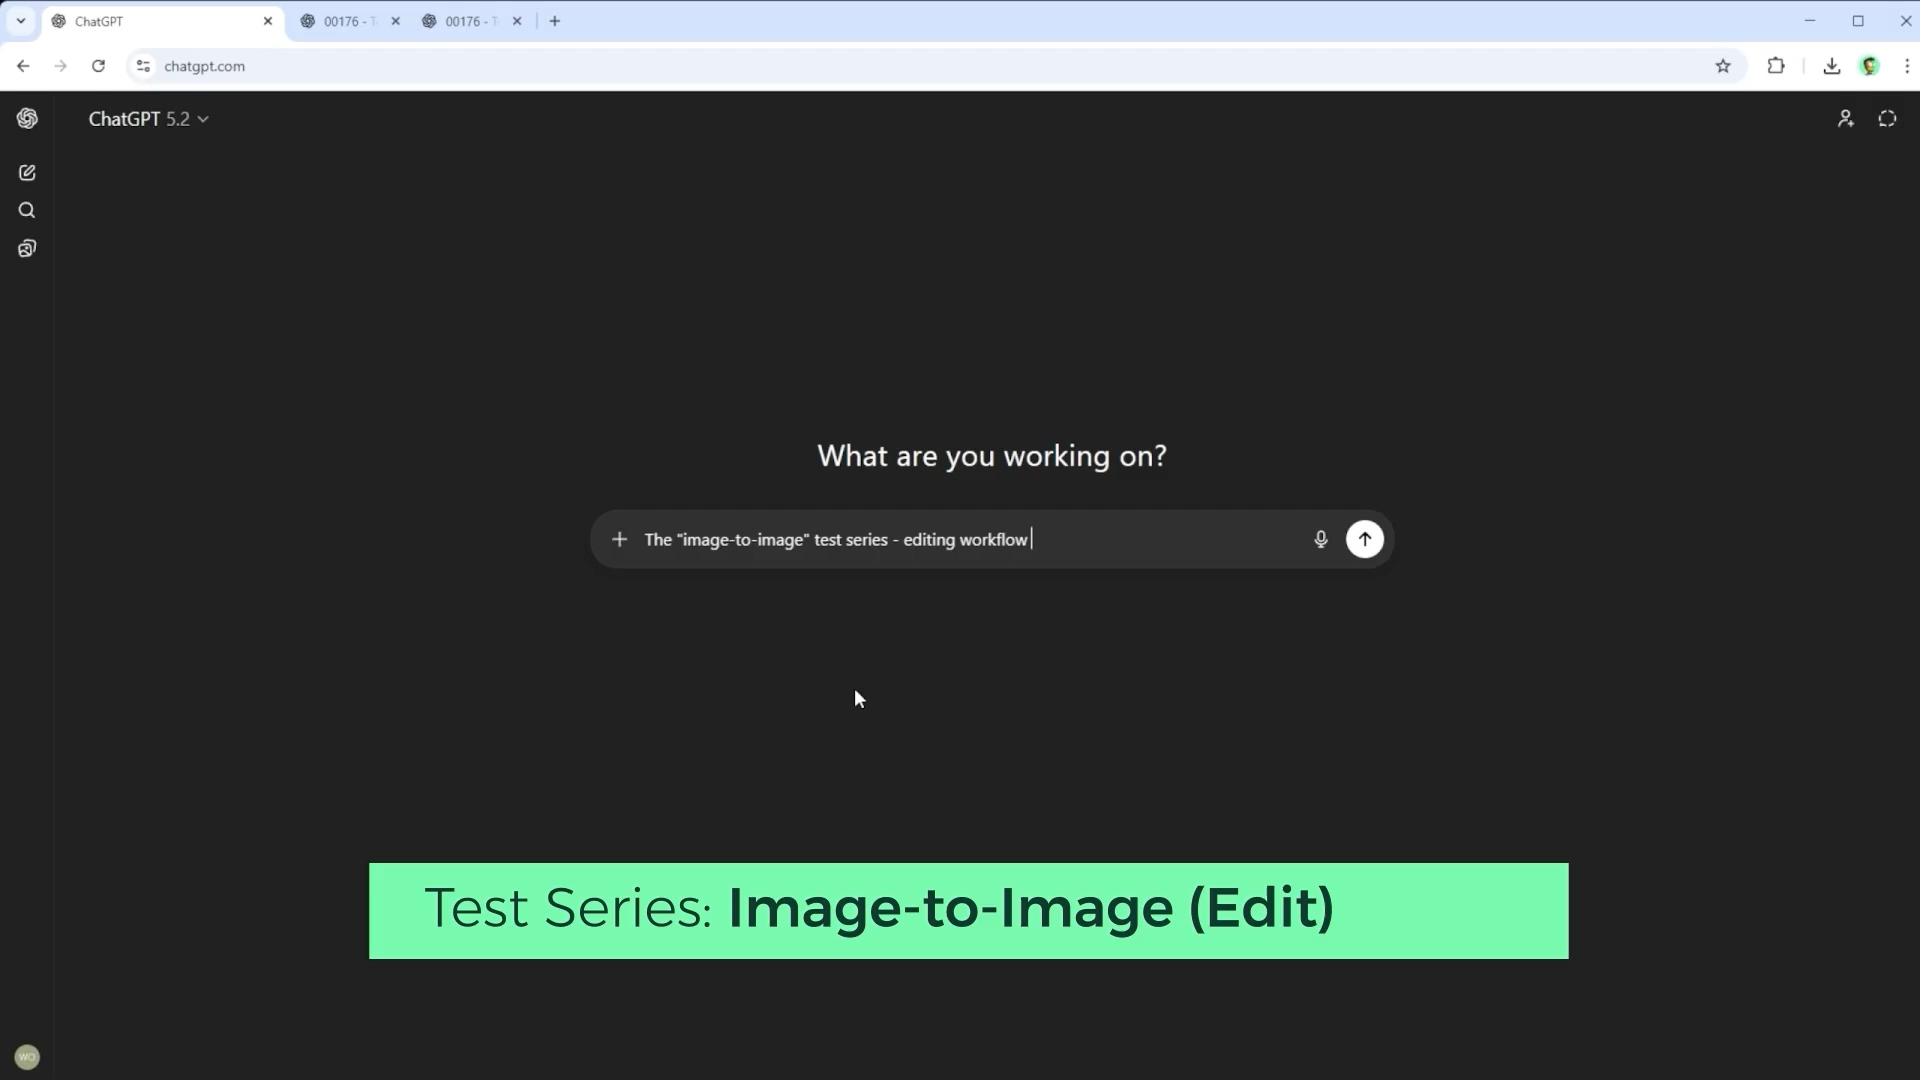 ChatGPT
00176 - T
00176 - T
chatgpt.com
ChatGPT 5.2
What are you working on?
The "image-to-image" test series - editing workflow
Test Series: Image-to-Image (Edit)
WO